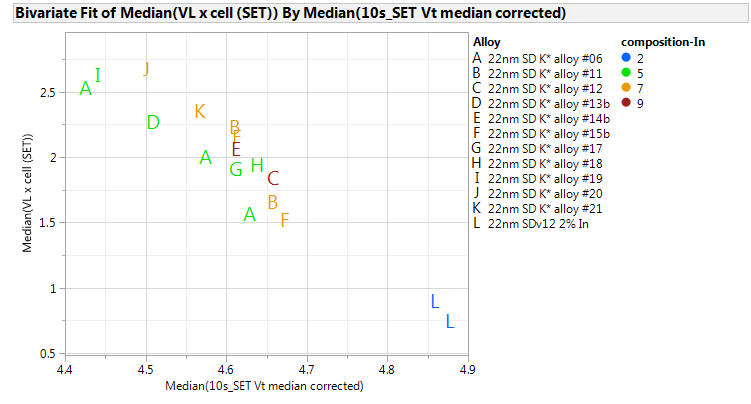 Bivariate Fit of Median(VL x cell (SET)) By Median(10s_SET Vt median corrected)
Alloy
A 22nm SD K* alloy #06
B 22nm SD K* alloy #11
C 22nm SD K* alloy #12
D 22nm SD K* alloy #13b
E 22nm SD K* alloy #14b
F 22nm SD K* alloy #15b
G 22nm SD K* alloy #17
H 22nm SD K* alloy #18
I 22nm SD K* alloy #19
J 22nm SD K* alloy #20
K 22nm SD K* alloy #21
L 22nm SDv12 2% In
composition-In
2
5
7
9
Median(VL x cell (SET))
2.5
2
1.5
1
0.5
J
I
A
K
D
B
F
E
A
H
G
C
B
A
F
L
L
4.4 4.5 4.6 4.7 4.8 4.9
Median(10s_SET Vt median corrected)